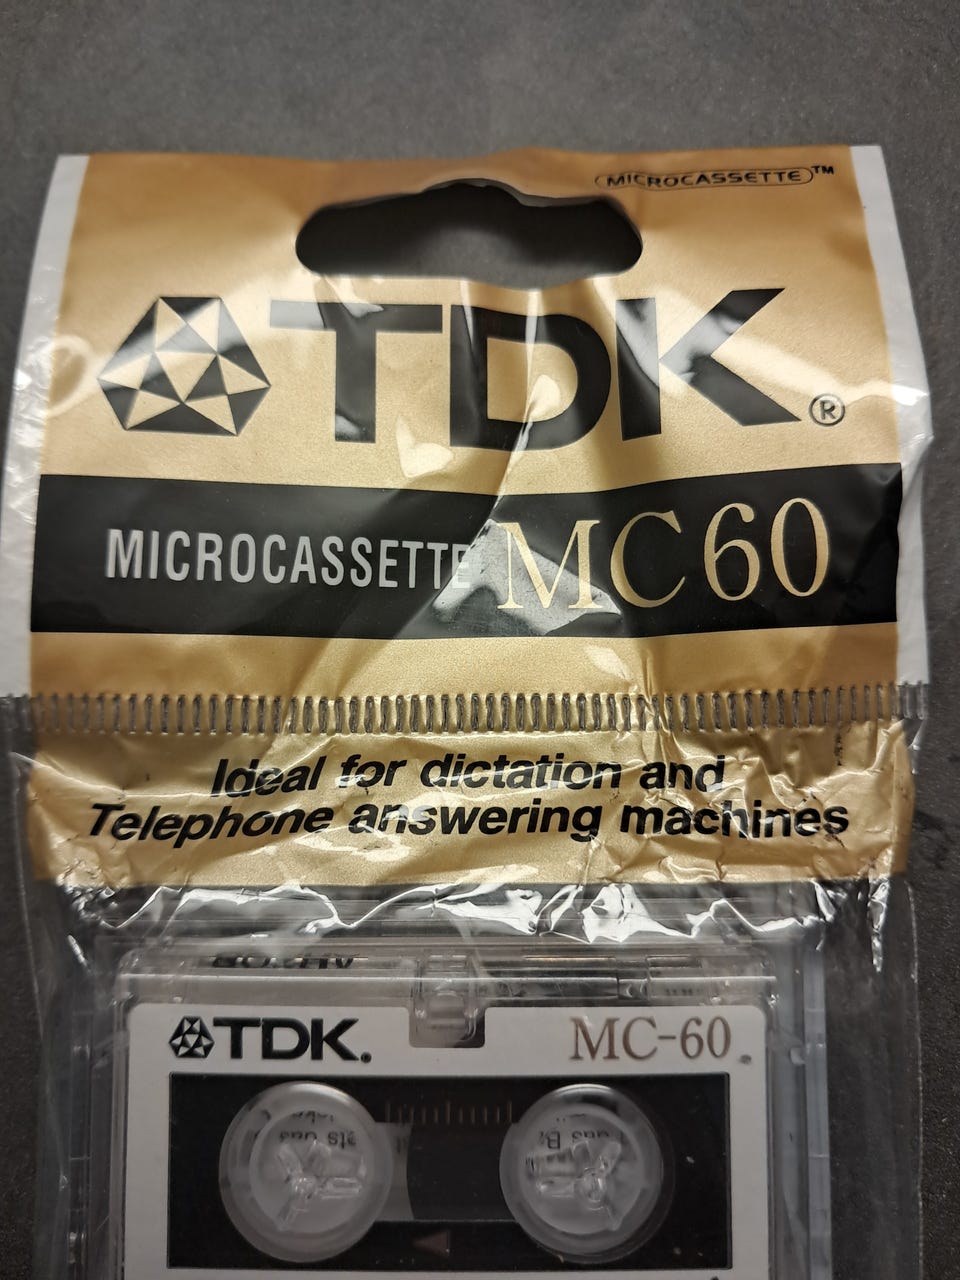 MICROCASSETTE™
TDK®
MICROCASSETTE MC60
Ideal for dictation and
Telephone answering machines
TDK. MC-60